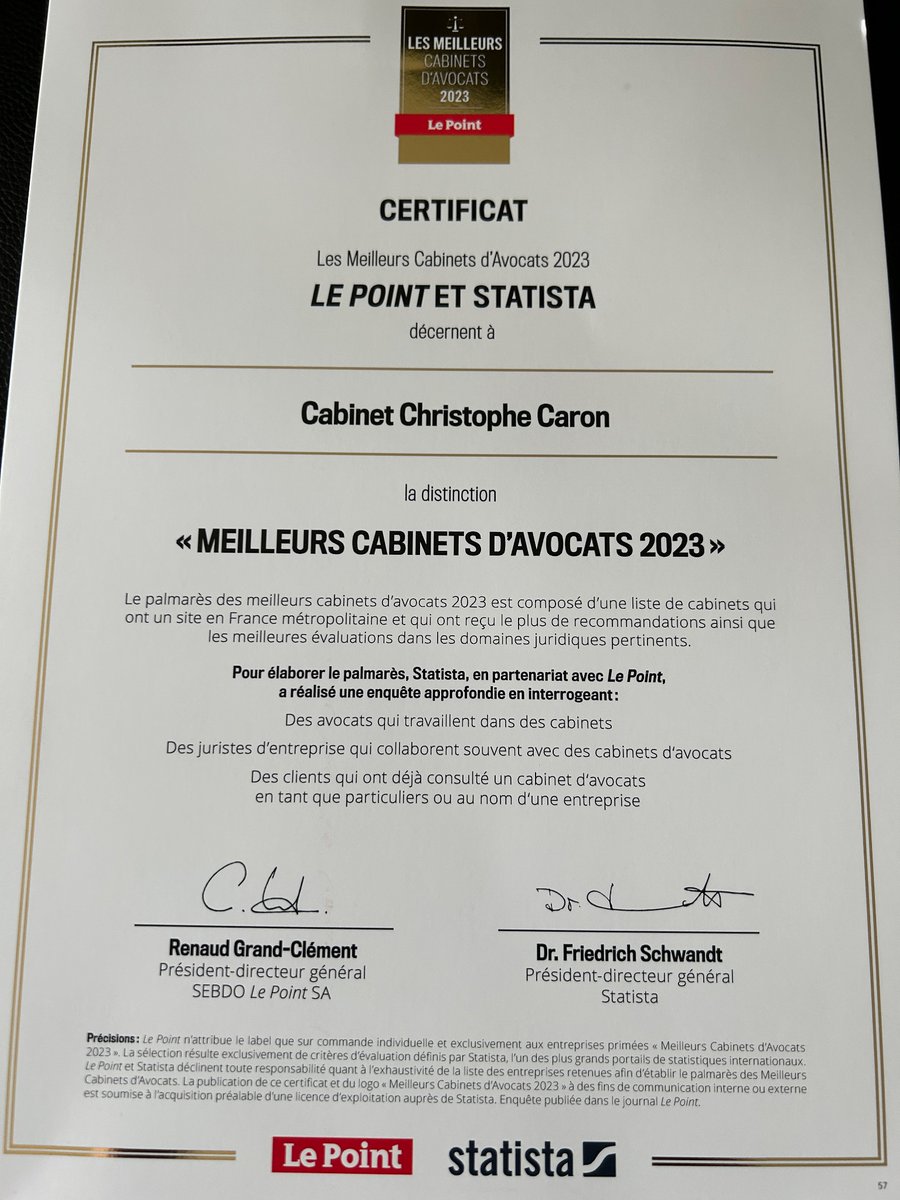 LES MEILLEURS
CABINETS
D'AVOCATS
2023
Le Point
CERTIFICAT
Les Meilleurs Cabinets d'Avocats 2023
LE POINT ET STATISTA
décernent à
Cabinet Christophe Caron
la distinction
« MEILLEURS CABINETS D'AVOCATS 2023 »
Le palmarès des meilleurs cabinets d'avocats 2023 est composé d'une liste de cabinets qui
ont un site en France métropolitaine et qui ont reçu le plus de recommandations ainsi que
les meilleures évaluations dans les domaines juridiques pertinents.
Pour élaborer le palmarès, Statista, en partenariat avec Le Point,
a réalisé une enquête approfondie en interrogeant :
Des avocats qui travaillent dans des cabinets
Des juristes d'entreprise qui collaborent souvent avec des cabinets d'avocats
Des clients qui ont déjà consulté un cabinet d'avocats
en tant que particuliers ou au nom d'une entreprise
Renaud Grand-Clément
Président-directeur général
SEBDO Le Point SA
Dr.
Dr. Friedrich Schwandt
Président-directeur général
Statista
Précisions : Le Point n'attribue le label que sur commande individuelle et exclusivement aux entreprises primées « Meilleurs Cabinets d'Avocats
2023 ». La sélection résulte exclusivement de critères d'évaluation définis par Statista, l'un des plus grands portails de statistiques internationaux.
Le Point et Statista déclinent toute responsabilité quant à l'exhaustivité de la liste des entreprises retenues afin d'établir le palmarès des Meilleurs
Cabinets d'Avocats. La publication de ce certificat et du logo « Meilleurs Cabinets d'Avocats 2023 » à des fins de communication interne ou externe
est soumise à l'acquisition préalable d'une licence d'exploitation auprès de Statista. Enquête publiée dans le journal Le Point.
Le Point
statista
57